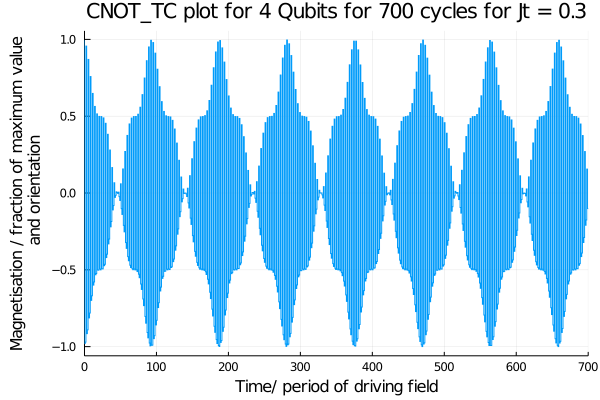 CNOT_TC plot for 4 Qubits for 700 cycles for Jt = 0.3
Magnetisation / fraction of maximum value
and orientation
1.0
0.5
0.0
−0.5
−1.0
0 100 200 300 400 500 600 700
Time/ period of driving field